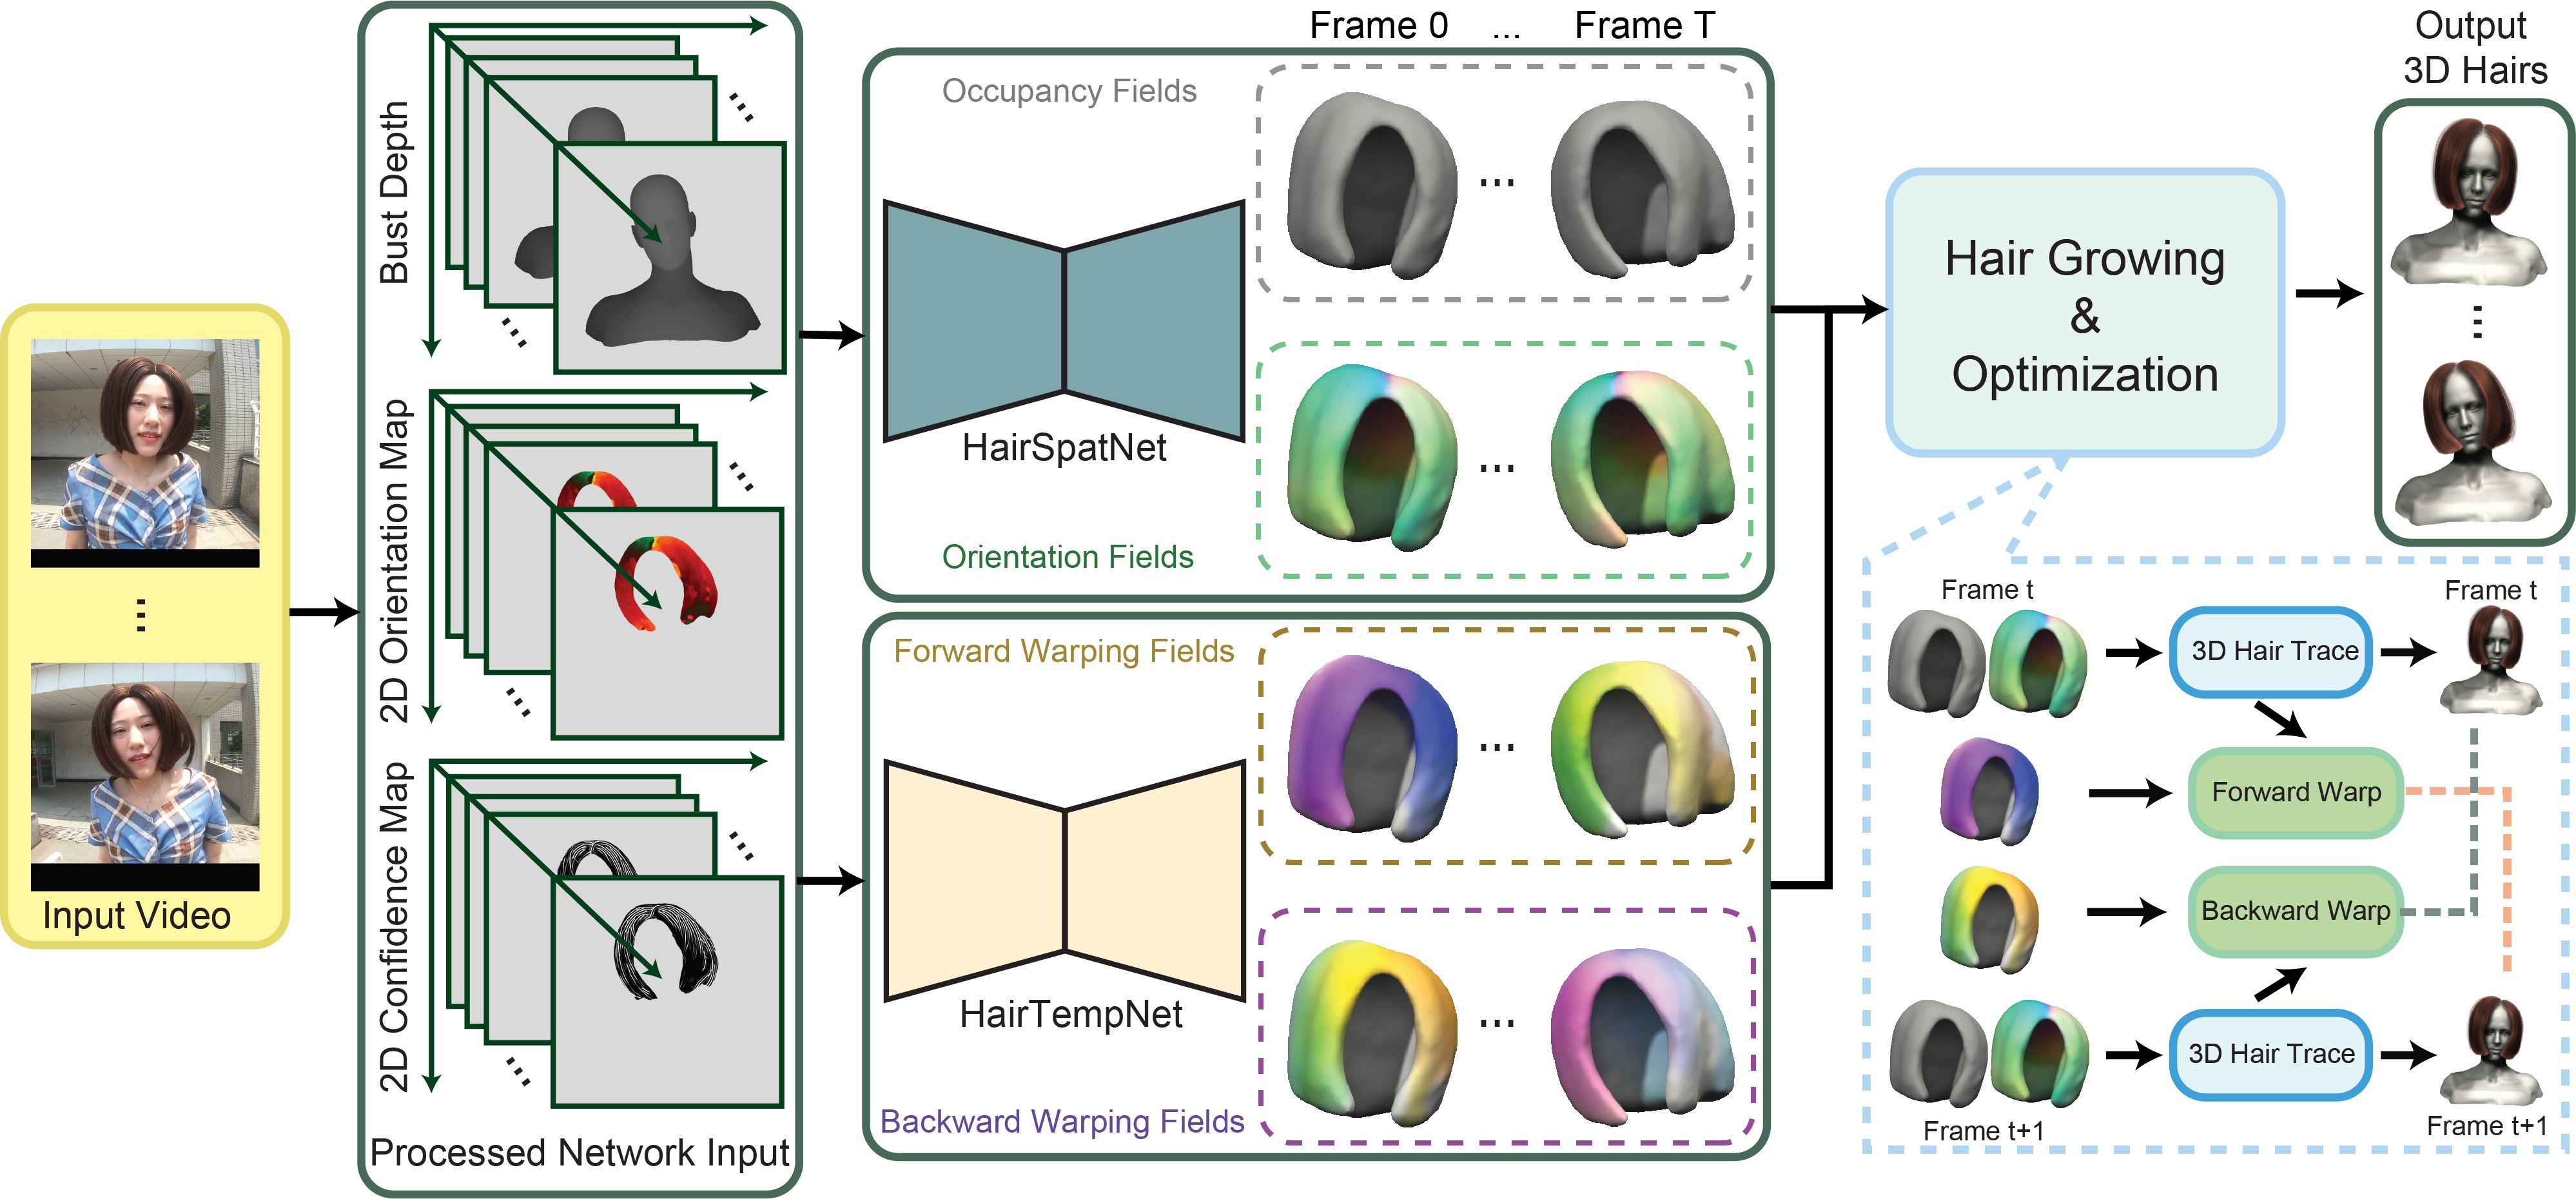 Input Video
Bust Depth
2D Orientation Map
2D Confidence Map
Processed Network Input
Frame 0 ... Frame T
Occupancy Fields
HairSpatNet
Orientation Fields
Forward Warping Fields
HairTempNet
Backward Warping Fields
Hair Growing
&
Optimization
Output
3D Hairs
Frame t
3D Hair Trace
Frame t
Forward Warp
Backward Warp
3D Hair Trace
Frame t+1
Frame t+1